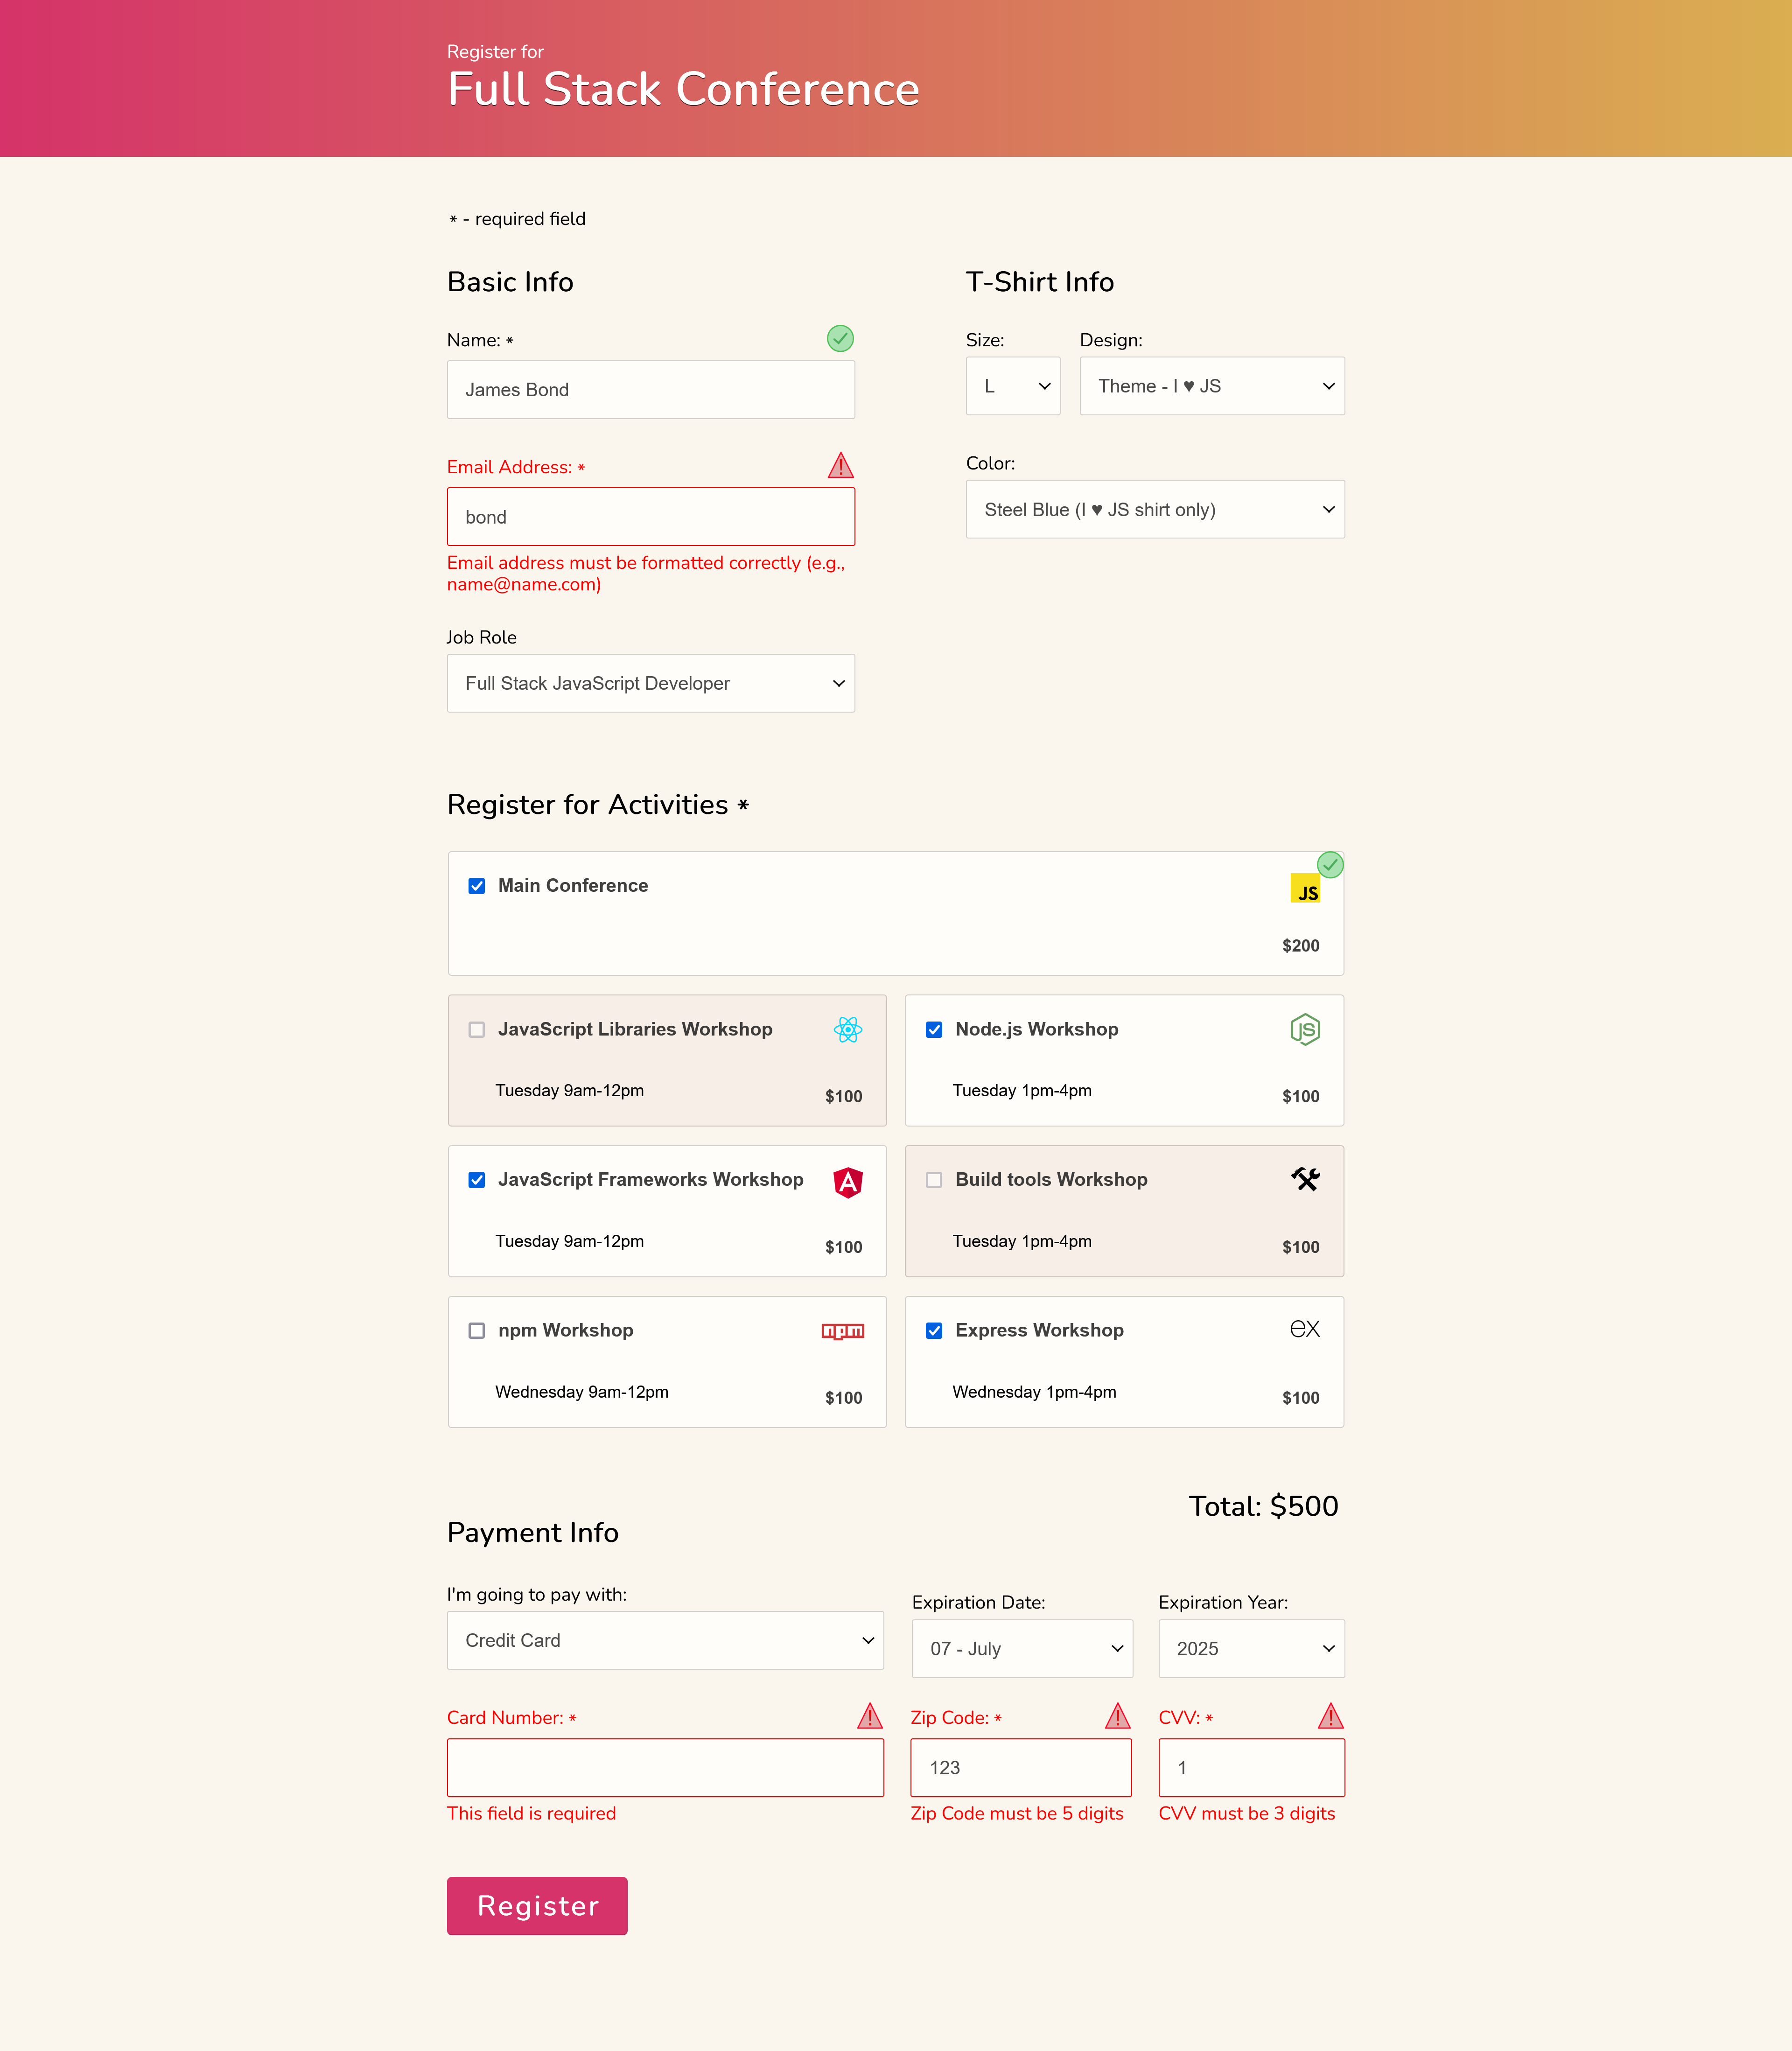 Register for
Full Stack Conference
* - required field
Basic Info
Name: *
James Bond
Email Address: *
bond
Email address must be formatted correctly (e.g.,
name@name.com)
Job Role
Full Stack JavaScript Developer
T-Shirt Info
Size:
L
Design:
Theme - I ♥ JS
Color:
Steel Blue (I ♥ JS shirt only)
Register for Activities *
Main Conference
JS
$200
JavaScript Libraries Workshop
Tuesday 9am-12pm
$100
Node.js Workshop
JS
Tuesday 1pm-4pm
$100
JavaScript Frameworks Workshop
A
Tuesday 9am-12pm
$100
Build tools Workshop
Tuesday 1pm-4pm
$100
npm Workshop
npm
Wednesday 9am-12pm
$100
Express Workshop
ex
Wednesday 1pm-4pm
$100
Total: $500
Payment Info
I'm going to pay with:
Credit Card
Expiration Date:
07 - July
Expiration Year:
2025
Card Number: *
This field is required
Zip Code: *
123
Zip Code must be 5 digits
CVV: *
1
CVV must be 3 digits
Register